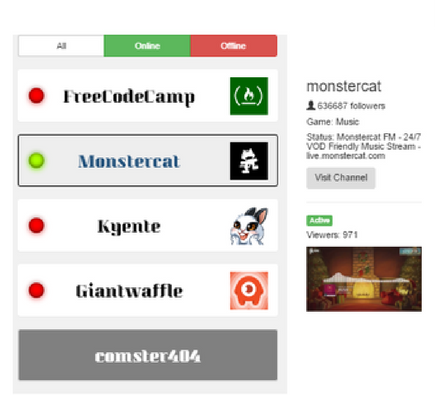 All Online Offline
FreeCodeCamp
Monstercat
Kyente
Giantwaffle
comster404
monstercat
636687 followers
Game: Music
Status: Monstercat FM - 24/7
VOD Friendly Music Stream -
live.monstercat.com
Visit Channel
Active
Viewers: 971